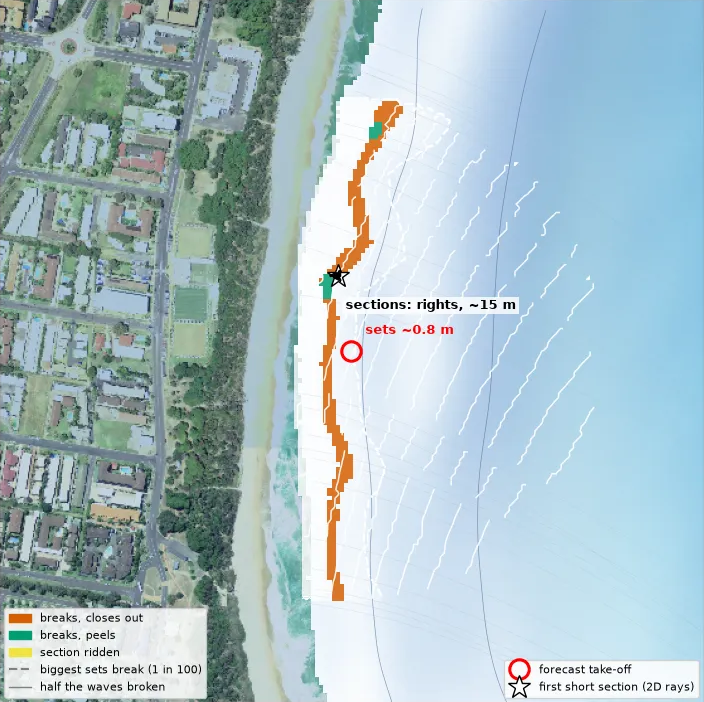 sections: rights, ~15 m
sets ~0.8 m
breaks, closes out
breaks, peels
section ridden
biggest sets break (1 in 100)
half the waves broken
forecast take-off
first short section (2D rays)